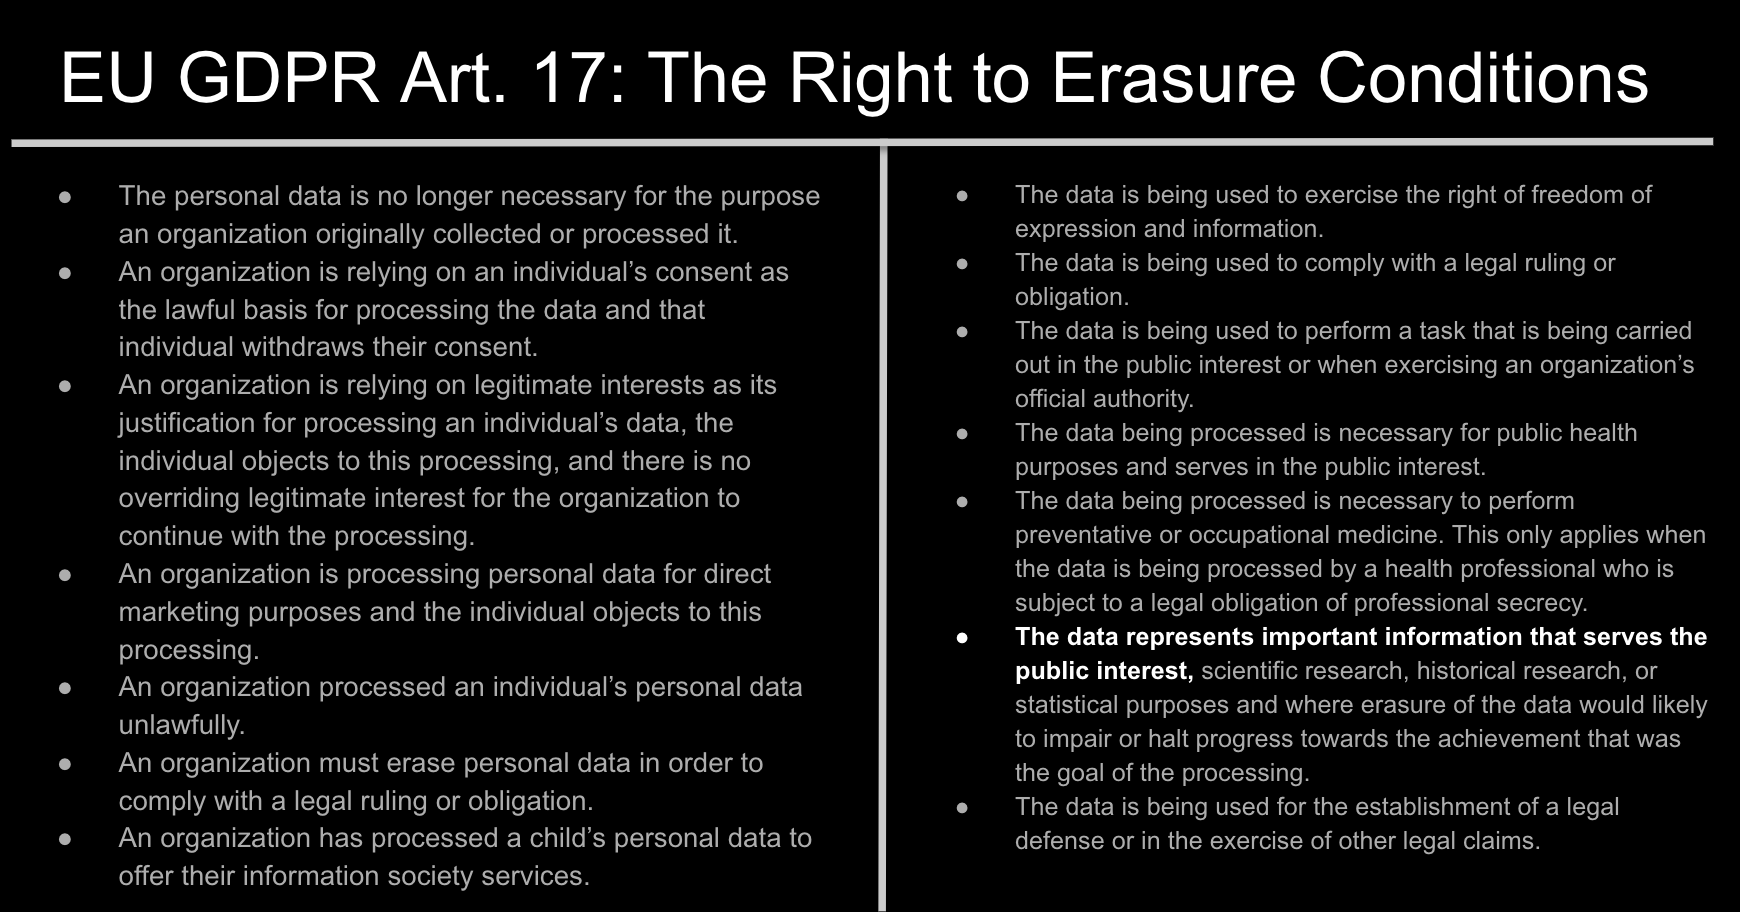 EU GDPR Art. 17: The Right to Erasure Conditions
● The personal data is no longer necessary for the purpose
an organization originally collected or processed it.
● An organization is relying on an individual’s consent as
the lawful basis for processing the data and that
individual withdraws their consent.
● An organization is relying on legitimate interests as its
justification for processing an individual’s data, the
individual objects to this processing, and there is no
overriding legitimate interest for the organization to
continue with the processing.
● An organization is processing personal data for direct
marketing purposes and the individual objects to this
processing.
● An organization processed an individual’s personal data
unlawfully.
● An organization must erase personal data in order to
comply with a legal ruling or obligation.
● An organization has processed a child’s personal data to
offer their information society services.
● The data is being used to exercise the right of freedom of
expression and information.
● The data is being used to comply with a legal ruling or
obligation.
● The data is being used to perform a task that is being carried
out in the public interest or when exercising an organization’s
official authority.
● The data being processed is necessary for public health
purposes and serves in the public interest.
● The data being processed is necessary to perform
preventative or occupational medicine. This only applies when
the data is being processed by a health professional who is
subject to a legal obligation of professional secrecy.
● The data represents important information that serves the
public interest, scientific research, historical research, or
statistical purposes and where erasure of the data would likely
to impair or halt progress towards the achievement that was
the goal of the processing.
● The data is being used for the establishment of a legal
defense or in the exercise of other legal claims.